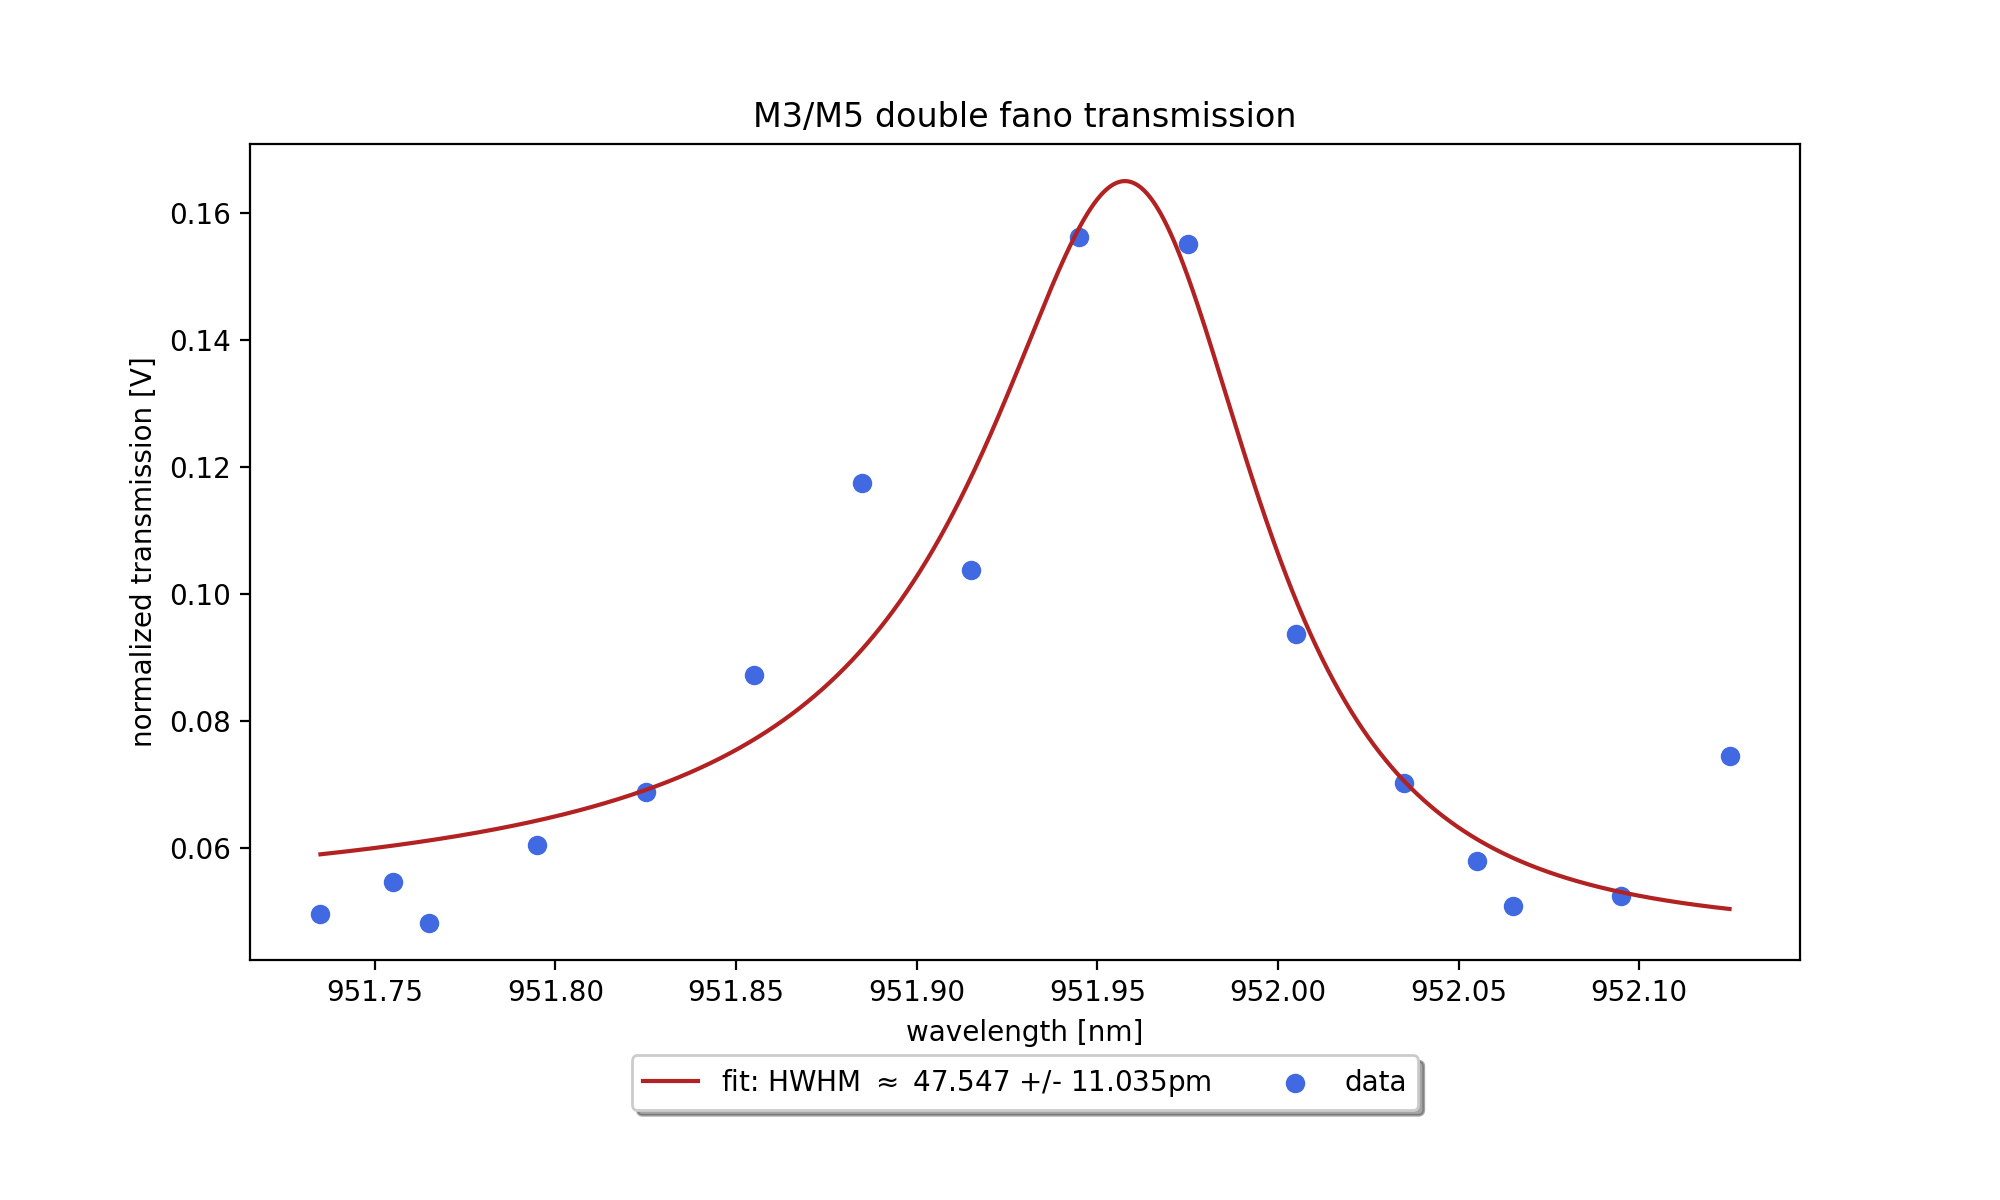 M3/M5 double fano transmission
normalized transmission [V]
0.16
0.14
0.12
0.10
0.08
0.06
951.75 951.80 951.85 951.90 951.95 952.00 952.05 952.10
wavelength [nm]
fit: HWHM ≈ 47.547 +/- 11.035pm data